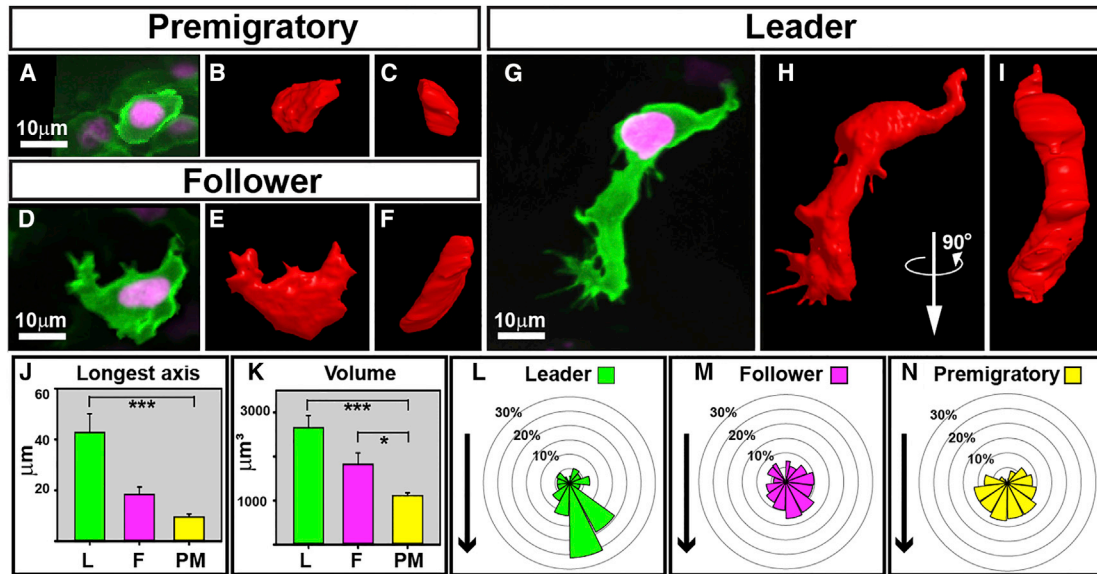 Premigratory
Leader
A
10μm
B
C
G
10μm
H
90°
I
Follower
D
10μm
E
F
J Longest axis
60
40
20
μm
***
L F PM
K Volume
3000
1000
μm³
***
*
L F PM
L Leader
30%
20%
10%
M Follower
30%
20%
10%
N Premigratory
30%
20%
10%